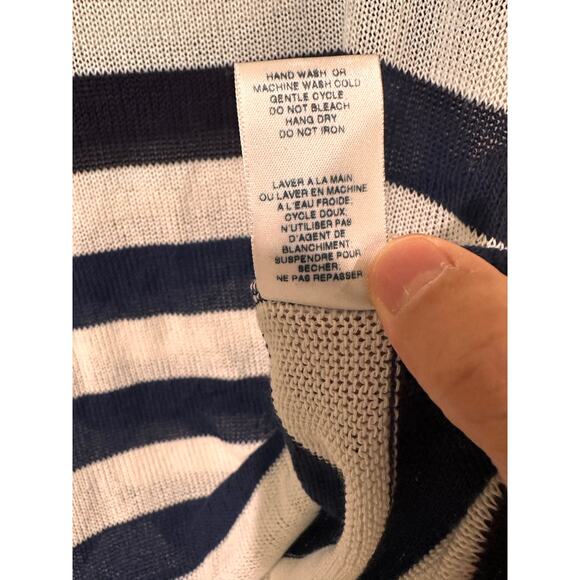 HAND WASH OR
MACHINE WASH COLD
GENTLE CYCLE
DO NOT BLEACH
HANG DRY
DO NOT IRON
LAVER A LA MAIN
OU LAVER EN MACHINE
A L'EAU FROIDE,
CYCLE DOUX,
N'UTILISER PAS
D'AGENT DE
BLANCHIMENT,
SUSPENDRE POUR
SECHER,
NE PAS REPASSER